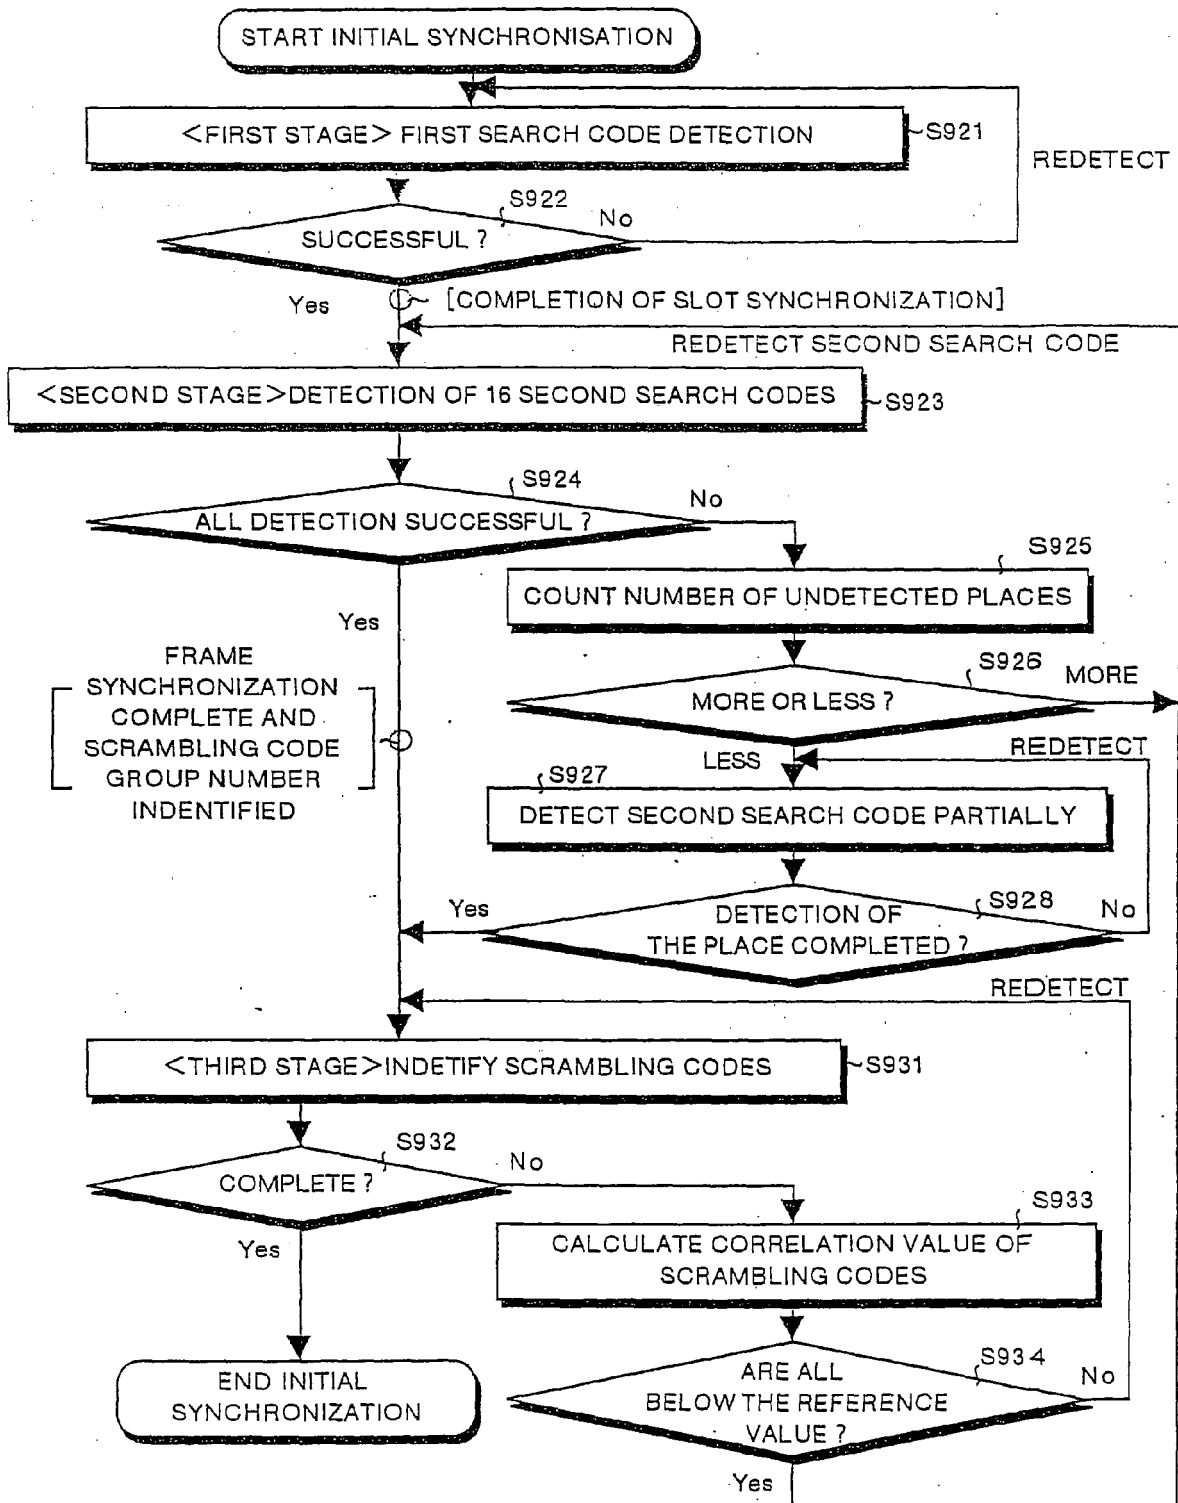 START INITIAL SYNCHRONISATION
<FIRST STAGE> FIRST SEARCH CODE DETECTION
S921
REDETECT
S922
No
SUCCESSFUL ?
Yes
[COMPLETION OF SLOT SYNCHRONIZATION]
REDETECT SECOND SEARCH CODE
<SECOND STAGE>DETECTION OF 16 SECOND SEARCH CODES
S923
S924
No
ALL DETECTION SUCCESSFUL ?
S925
COUNT NUMBER OF UNDETECTED PLACES
Yes
FRAME
SYNCHRONIZATION
COMPLETE AND
SCRAMBLING CODE
GROUP NUMBER
INDENTIFIED
S926
MORE
MORE OR LESS ?
REDETECT
LESS
S927
DETECT SECOND SEARCH CODE PARTIALLY
S928
Yes
No
DETECTION OF
THE PLACE COMPLETED ?
REDETECT
<THIRD STAGE>INDETIFY SCRAMBLING CODES
S931
S932
No
COMPLETE ?
Yes
S933
CALCULATE CORRELATION VALUE OF
SCRAMBLING CODES
S934
No
ARE ALL
BELOW THE REFERENCE
VALUE ?
Yes
END INITIAL
SYNCHRONIZATION